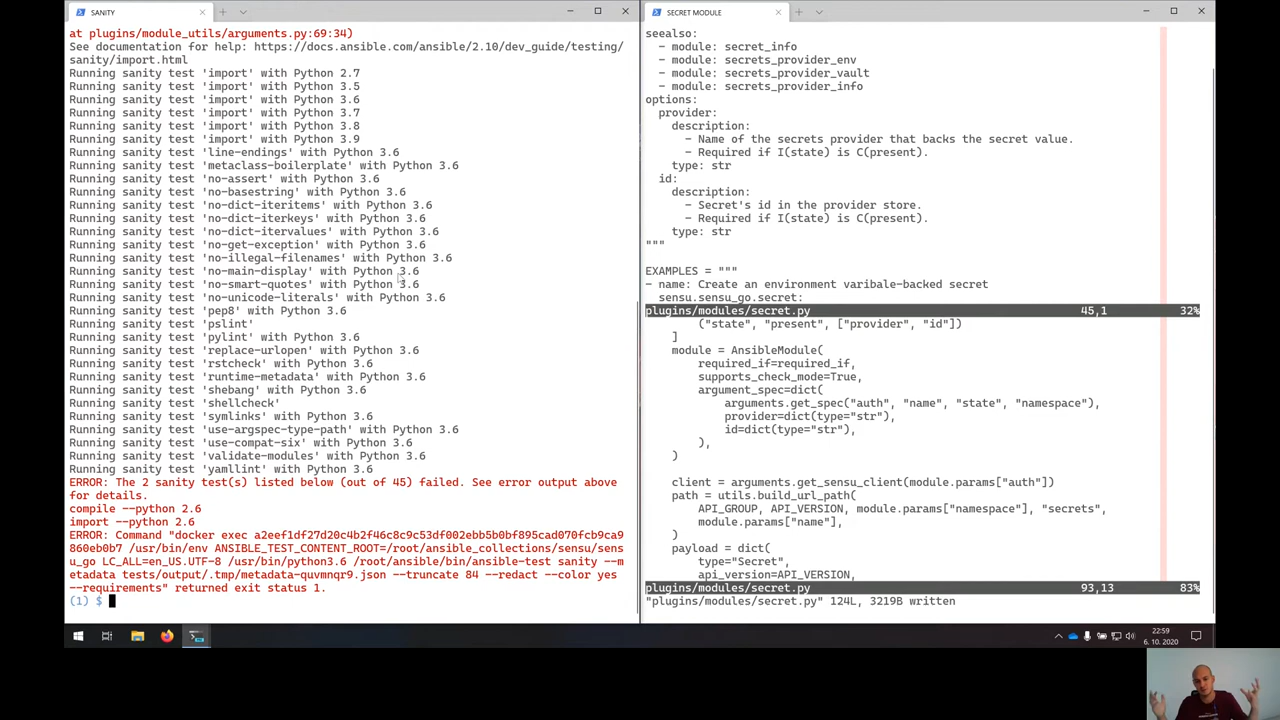 SANITY
at plugins/module_utils/arguments.py:69:34)
See documentation for help: https://docs.ansible.com/ansible/2.10/dev_guide/testing/
sanity/import.html
Running sanity test 'import' with Python 2.7
Running sanity test 'import' with Python 3.5
Running sanity test 'import' with Python 3.6
Running sanity test 'import' with Python 3.7
Running sanity test 'import' with Python 3.8
Running sanity test 'import' with Python 3.9
Running sanity test 'line-endings' with Python 3.6
Running sanity test 'metaclass-boilerplate' with Python 3.6
Running sanity test 'no-assert' with Python 3.6
Running sanity test 'no-basestring' with Python 3.6
Running sanity test 'no-dict-iteritems' with Python 3.6
Running sanity test 'no-dict-iterkeys' with Python 3.6
Running sanity test 'no-dict-itervalues' with Python 3.6
Running sanity test 'no-get-exception' with Python 3.6
Running sanity test 'no-illegal-filenames' with Python 3.6
Running sanity test 'no-main-display' with Python 3.6
Running sanity test 'no-smart-quotes' with Python 3.6
Running sanity test 'no-unicode-literals' with Python 3.6
Running sanity test 'pep8' with Python 3.6
Running sanity test 'pslint'
Running sanity test 'pylint' with Python 3.6
Running sanity test 'replace-urlopen' with Python 3.6
Running sanity test 'rstcheck' with Python 3.6
Running sanity test 'runtime-metadata' with Python 3.6
Running sanity test 'shebang' with Python 3.6
Running sanity test 'shellcheck'
Running sanity test 'symlinks' with Python 3.6
Running sanity test 'use-argspec-type-path' with Python 3.6
Running sanity test 'use-compat-six' with Python 3.6
Running sanity test 'validate-modules' with Python 3.6
Running sanity test 'yamllint' with Python 3.6
ERROR: The 2 sanity test(s) listed below (out of 45) failed. See error output above
for details.
compile --python 2.6
import --python 2.6
ERROR: Command "docker exec a2eef1df27d20c4b2f46c8c9c53df002ebb5b0bf895cad070fcb9ca9
860eb0b7 /usr/bin/env ANSIBLE_TEST_CONTENT_ROOT=/root/ansible_collections/sensu/sens
u_go LC_ALL=en_US.UTF-8 /usr/bin/python3.6 /root/ansible/bin/ansible-test sanity --m
etadata tests/output/.tmp/metadata-quvmnqr9.json --truncate 84 --redact --color yes
--requirements" returned exit status 1.
(1) $
SECRET MODULE
seealso:
- module: secret_info
- module: secrets_provider_env
- module: secrets_provider_vault
- module: secrets_provider_info
options:
provider:
description:
- Name of the secrets provider that backs the secret value.
- Required if I(state) is C(present).
type: str
id:
description:
- Secret's id in the provider store.
- Required if I(state) is C(present).
type: str
"""
EXAMPLES = """
- name: Create an environment varibale-backed secret
sensu.sensu_go.secret:
plugins/modules/secret.py 45,1 32%
("state", "present", ["provider", "id"])
]
module = AnsibleModule(
required_if=required_if,
supports_check_mode=True,
argument_spec=dict(
arguments.get_spec("auth", "name", "state", "namespace"),
provider=dict(type="str"),
id=dict(type="str"),
),
)
client = arguments.get_sensu_client(module.params["auth"])
path = utils.build_url_path(
API_GROUP, API_VERSION, module.params["namespace"], "secrets",
module.params["name"],
)
payload = dict(
type="Secret",
api_version=API_VERSION,
plugins/modules/secret.py 93,13 83%
"plugins/modules/secret.py" 124L, 3219B written
22:59
6. 10. 2020